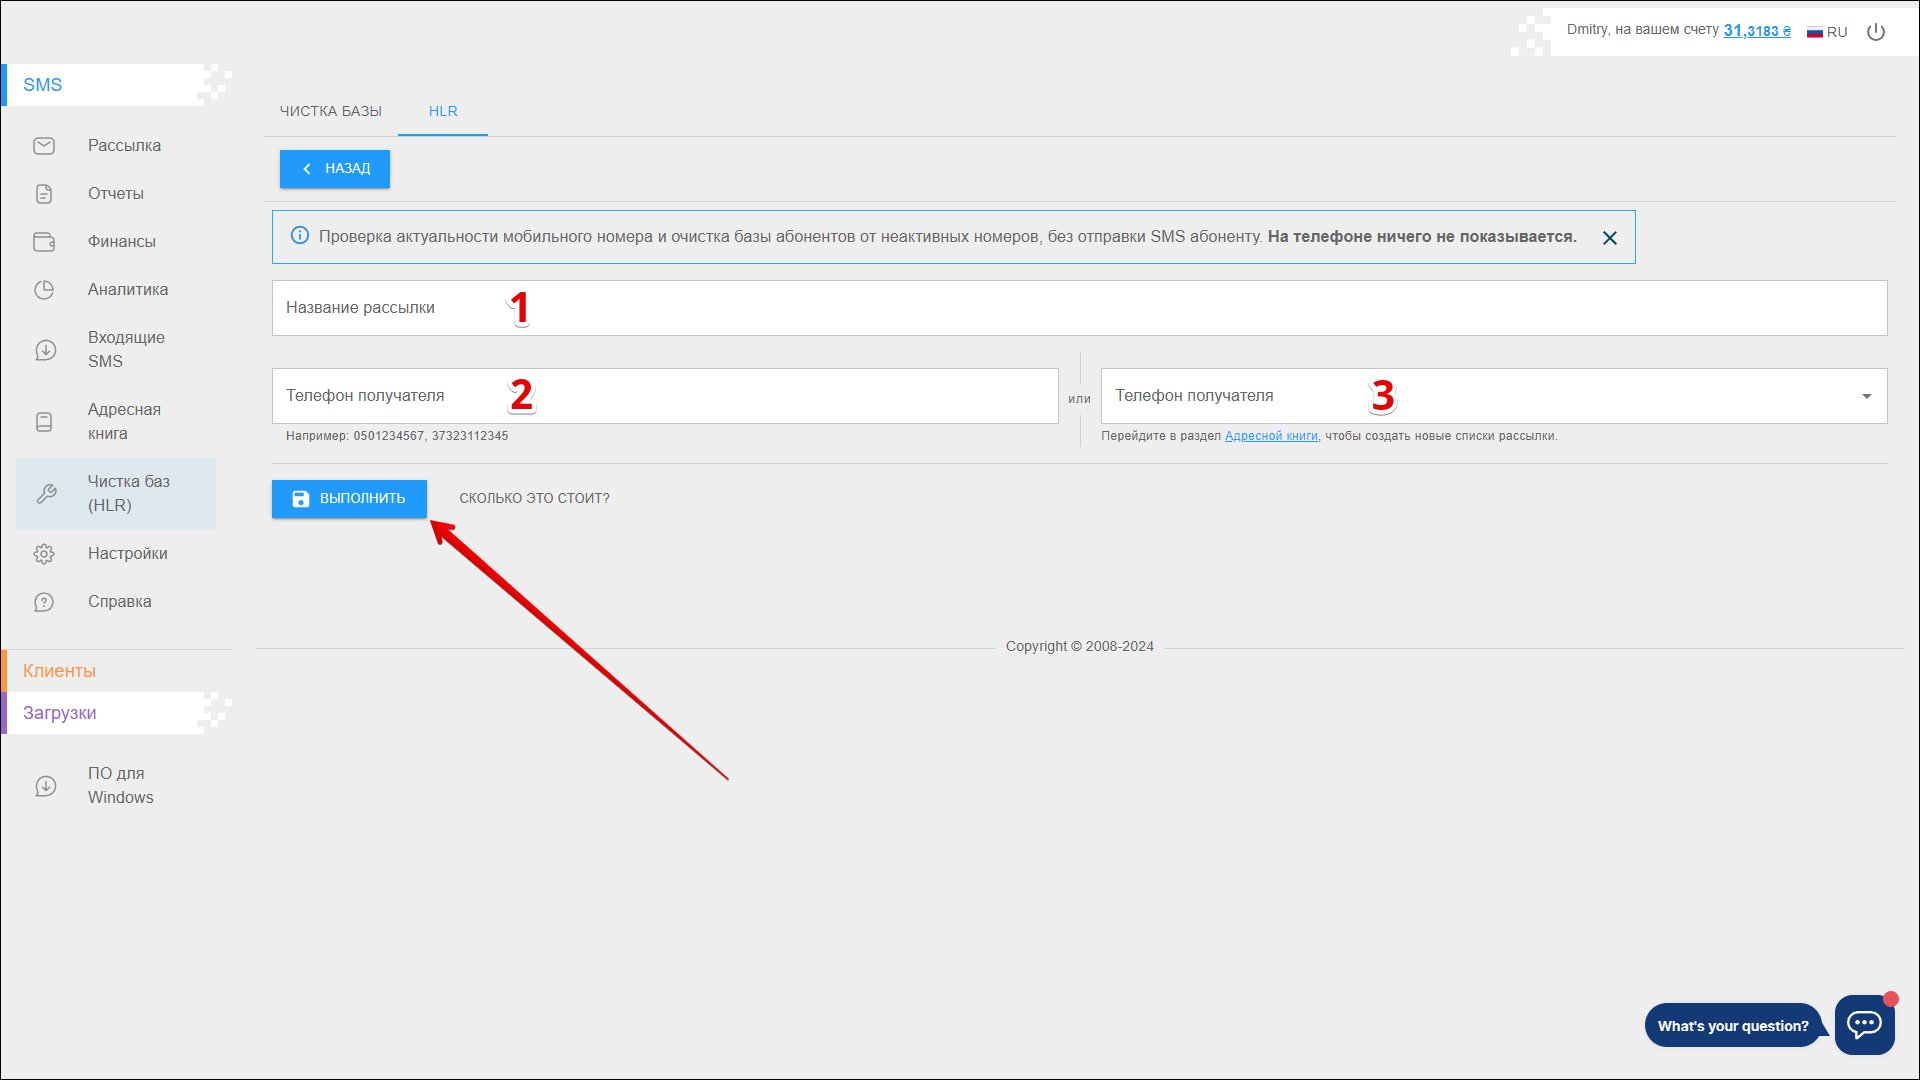 Dmitry, на вашем счету 31,3183 ₴ RU
SMS
Рассылка
Отчеты
Финансы
Аналитика
Входящие
SMS
Адресная
книга
Чистка баз
(HLR)
Настройки
Справка
Клиенты
Загрузки
ПО для
Windows
ЧИСТКА БАЗЫ HLR
НАЗАД
Проверка актуальности мобильного номера и очистка базы абонентов от неактивных номеров, без отправки SMS абоненту. На телефоне ничего не показывается.
Название рассылки 1
Телефон получателя 2 или Телефон получателя 3
Например: 0501234567, 37323112345
Перейдите в раздел Адресной книги, чтобы создать новые списки рассылки.
ВЫПОЛНИТЬ СКОЛЬКО ЭТО СТОИТ?
Copyright © 2008-2024
What's your question?